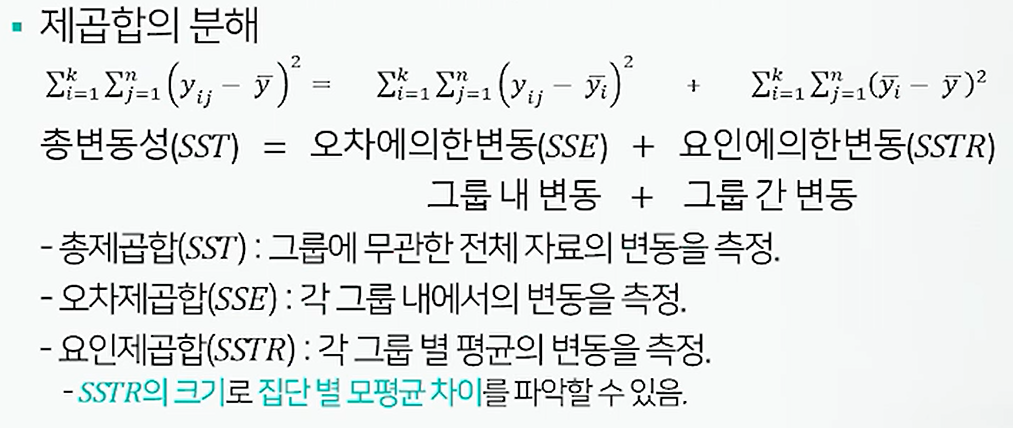 ▪ 제곱합의 분해
$\sum_{i=1}^{k} \sum_{j=1}^{n} \left(y_{ij} - \bar{y}\right)^2 = \sum_{i=1}^{k} \sum_{j=1}^{n} \left(y_{ij} - \bar{y}_i\right)^2 + \sum_{i=1}^{k} \sum_{j=1}^{n} (\bar{y}_i - \bar{y})^2$
총변동성(SST) = 오차에의한변동(SSE) + 요인에의한변동(SSTR)
그룹 내 변동 + 그룹 간 변동
- 총제곱합(SST) : 그룹에 무관한 전체 자료의 변동을 측정.
- 오차제곱합(SSE) : 각 그룹 내에서의 변동을 측정.
- 요인제곱합(SSTR) : 각 그룹 별 평균의 변동을 측정.
- SSTR의 크기로 집단 별 모평균 차이를 파악할 수 있음.